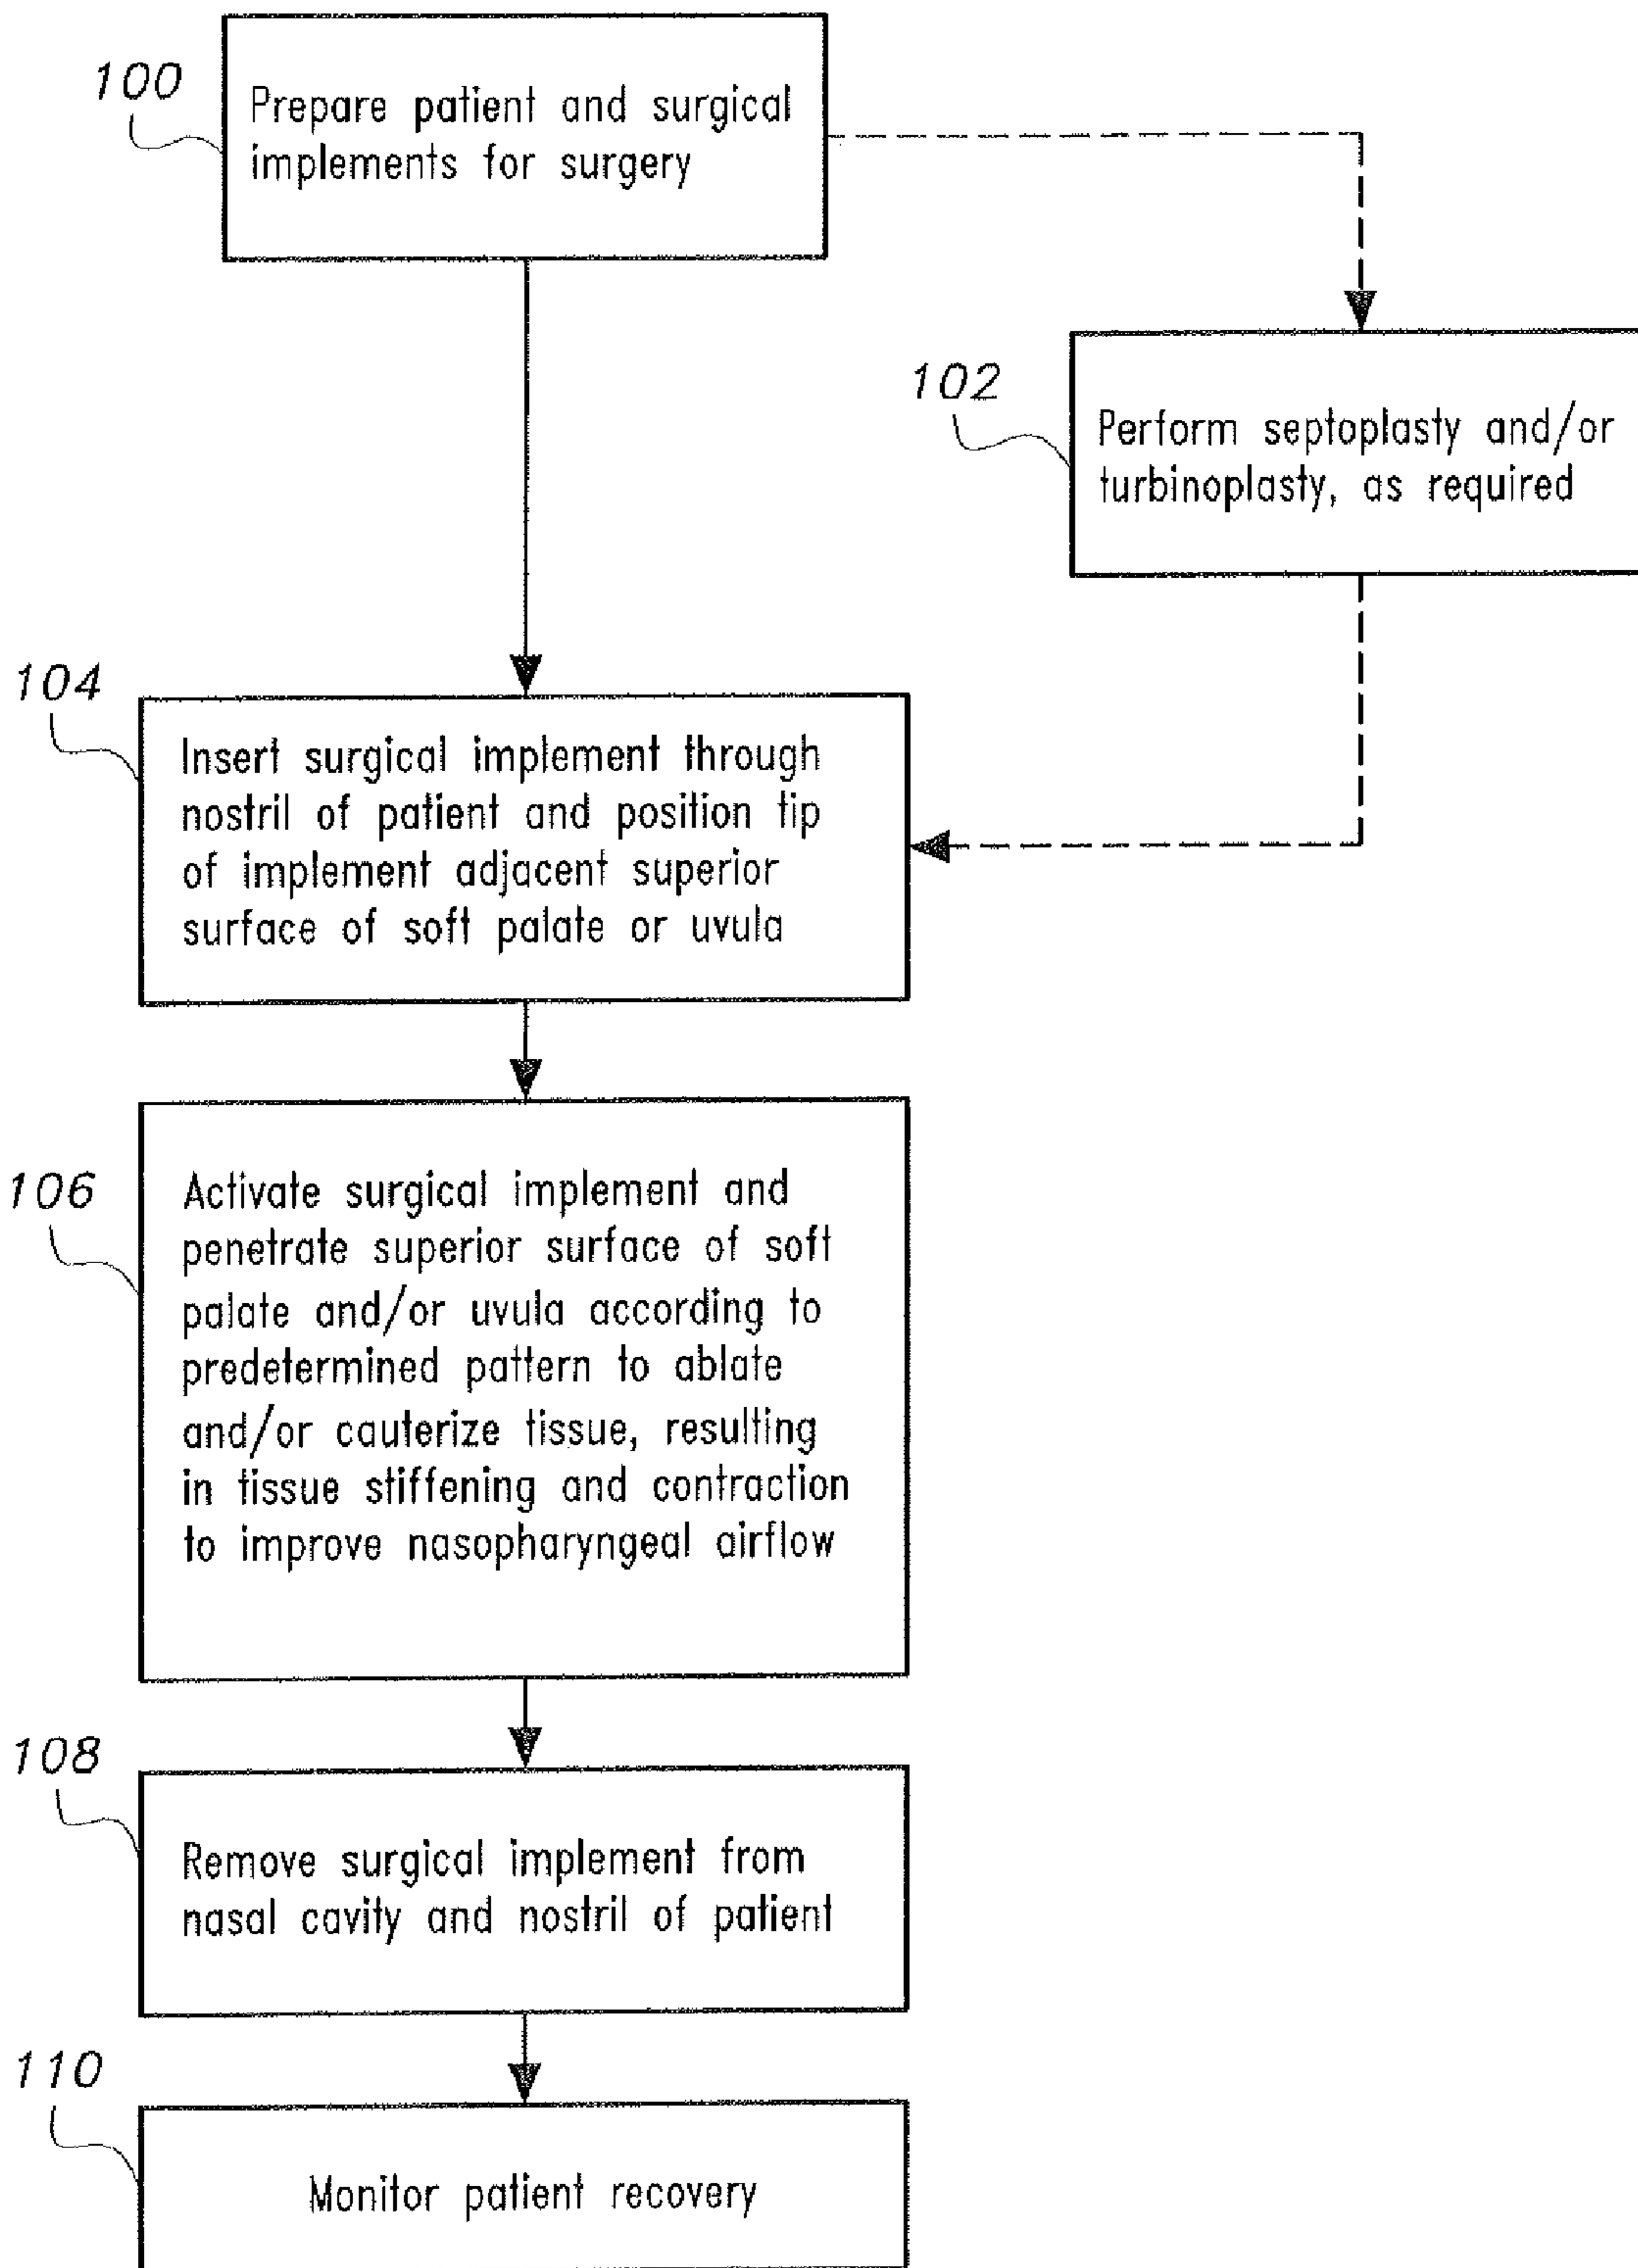 100
Prepare patient and surgical
implements for surgery
102
Perform septoplasty and/or
turbinoplasty, as required
104
Insert surgical implement through
nostril of patient and position tip
of implement adjacent superior
surface of soft palate or uvula
106
Activate surgical implement and
penetrate superior surface of soft
palate and/or uvula according to
predetermined pattern to ablate
and/or cauterize tissue, resulting
in tissue stiffening and contraction
to improve nasopharyngeal airflow
108
Remove surgical implement from
nasal cavity and nostril of patient
110
Monitor patient recovery